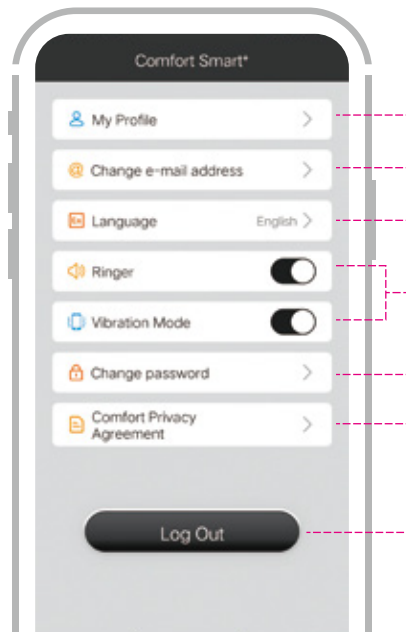 Comfort Smart+
My Profile
Change e-mail address
En
Language
English
Ringer
Vibration Mode
Change password
Comfort Privacy
Agreement
Log Out